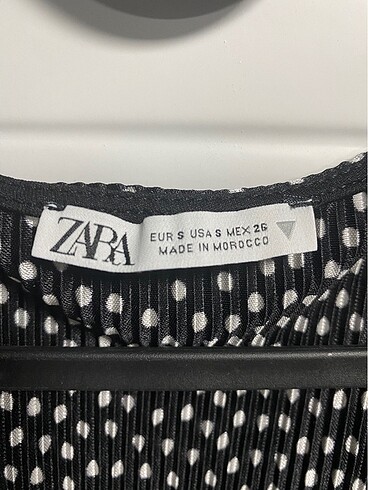 ZARA
EUR S USA S MEX 26
MADE IN MOROCCO